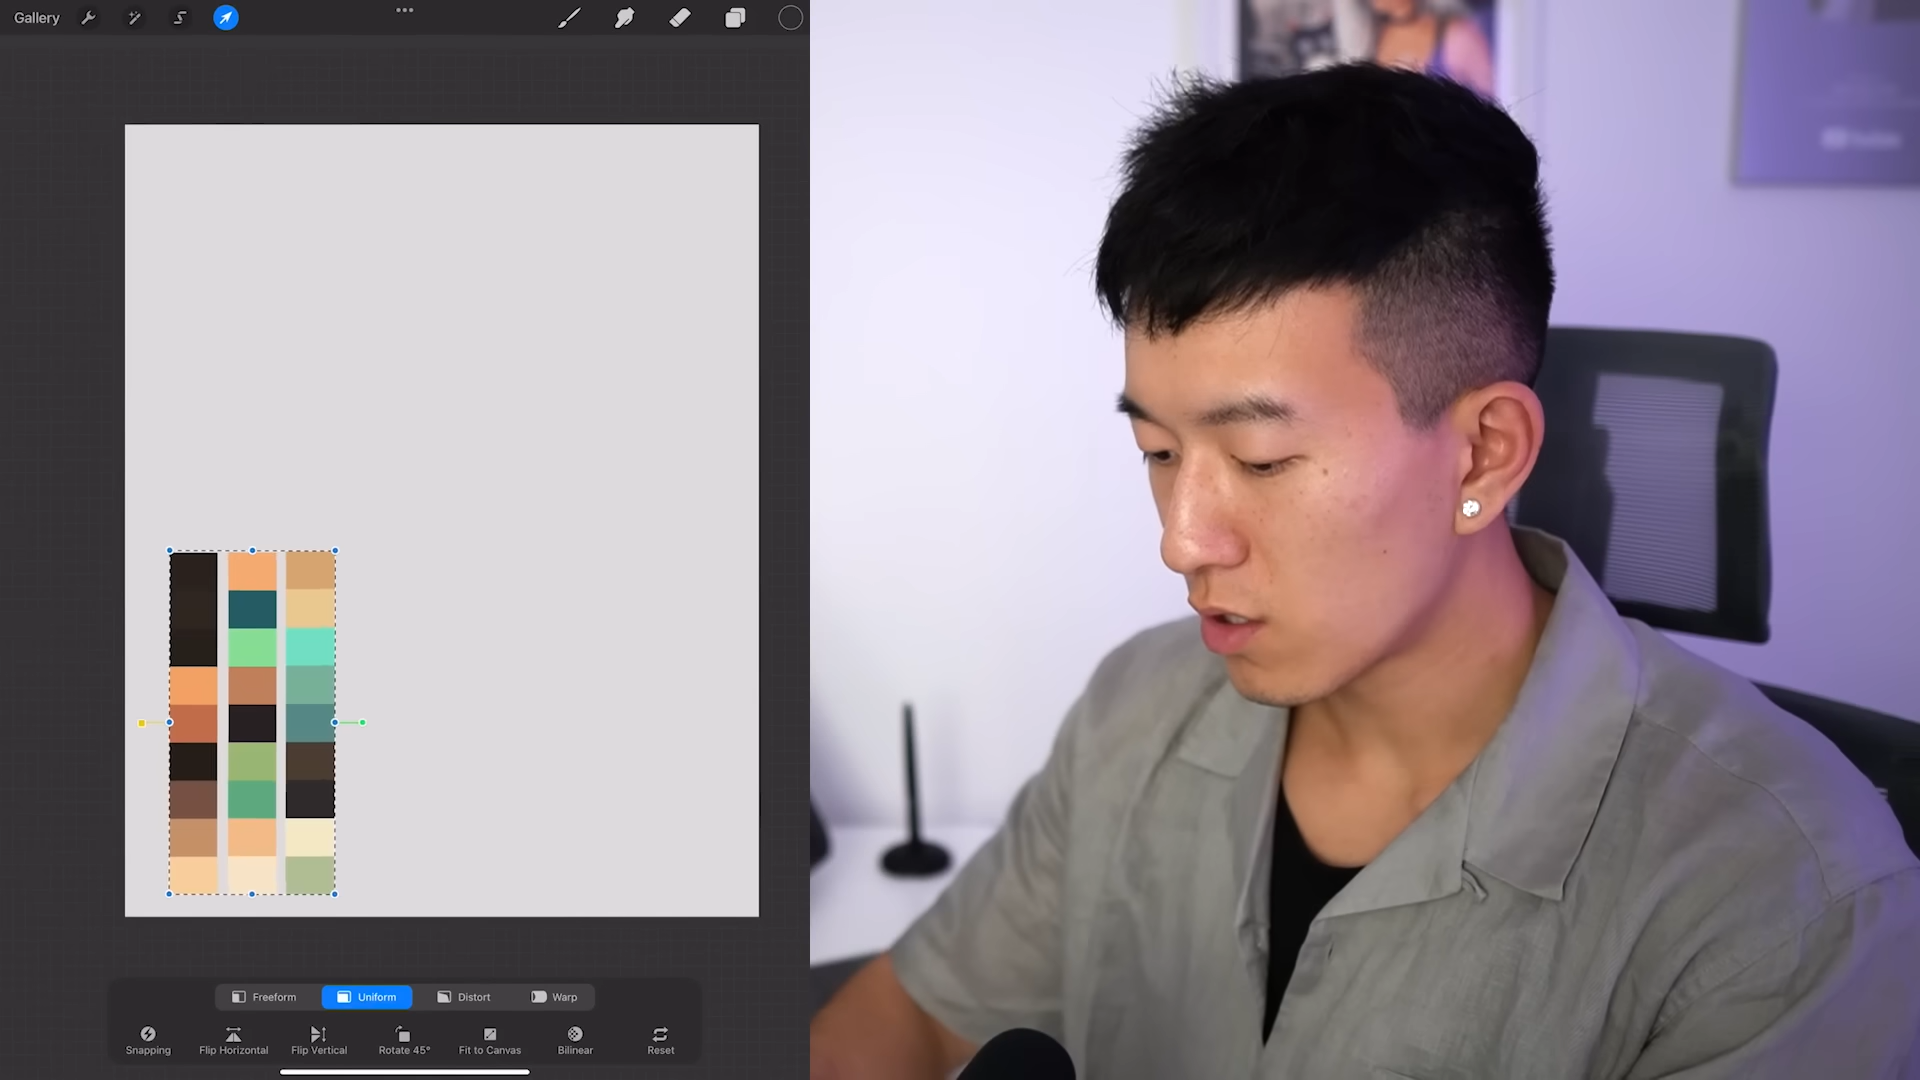 Gallery
Freeform Uniform Distort Warp
Snapping Flip Horizontal Flip Vertical Rotate 45° Fit to Canvas Bilinear Reset